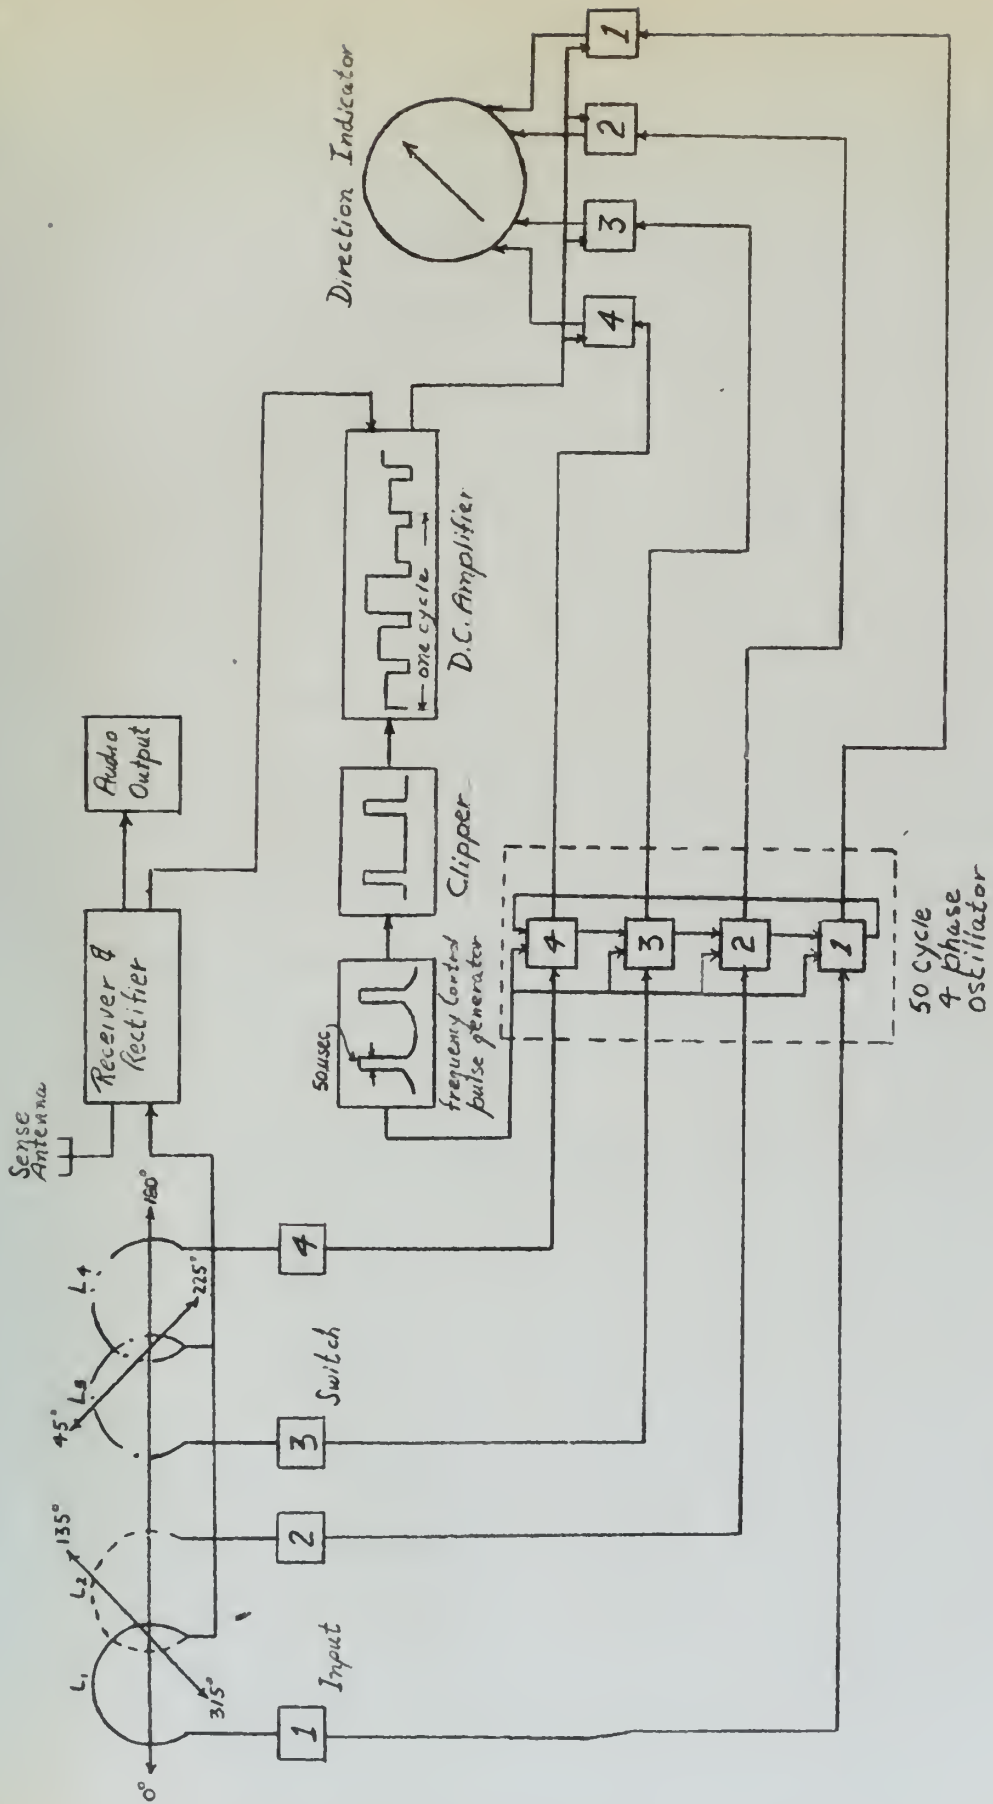 Sense
Antenna
0°
L1
315°
L2
135°
45°
L3
L4
225°
180°
Receiver &
Rectifier
Audio
Output
1
2
3
4
Input
Switch
50µsec
frequency Control
pulse generator
Clipper
one cycle
D.C. Amplifier
Direction Indicator
4
3
2
1
4
3
2
1
50 Cycle
4 phase
Ostillator